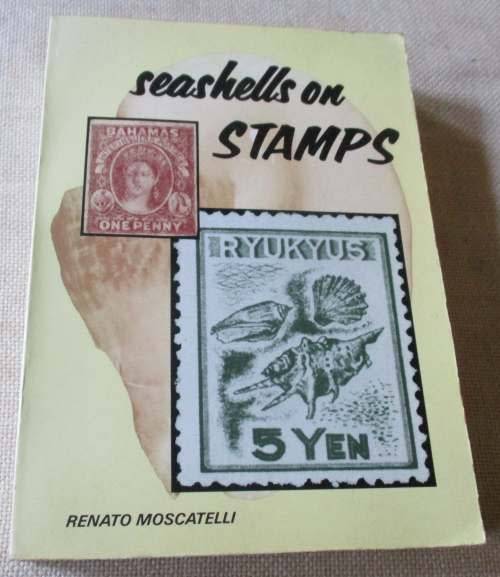 seashells on
STAMPS
BAHAMAS
ONE PENNY
RYUKYUS
5 YEN
RENATO MOSCATELLI